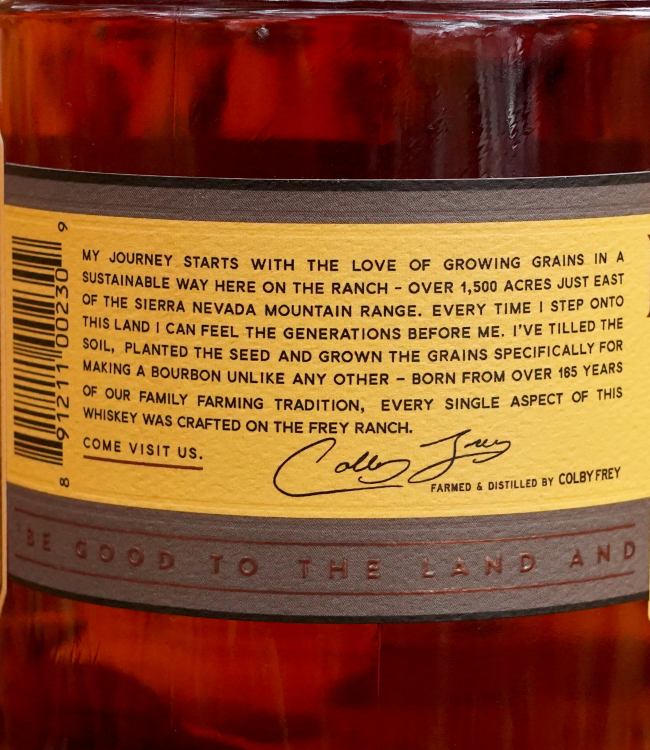 MY JOURNEY STARTS WITH THE LOVE OF GROWING GRAINS IN A
SUSTAINABLE WAY HERE ON THE RANCH – OVER 1,500 ACRES JUST EAST
OF THE SIERRA NEVADA MOUNTAIN RANGE. EVERY TIME I STEP ONTO
THIS LAND I CAN FEEL THE GENERATIONS BEFORE ME. I'VE TILLED THE
SOIL, PLANTED THE SEED AND GROWN THE GRAINS SPECIFICALLY FOR
MAKING A BOURBON UNLIKE ANY OTHER – BORN FROM OVER 165 YEARS
OF OUR FAMILY FARMING TRADITION, EVERY SINGLE ASPECT OF THIS
WHISKEY WAS CRAFTED ON THE FREY RANCH.
COME VISIT US.
Colby Frey
FARMED & DISTILLED BY COLBY FREY
8 91211 00230 9
"BE GOOD TO THE LAND AND